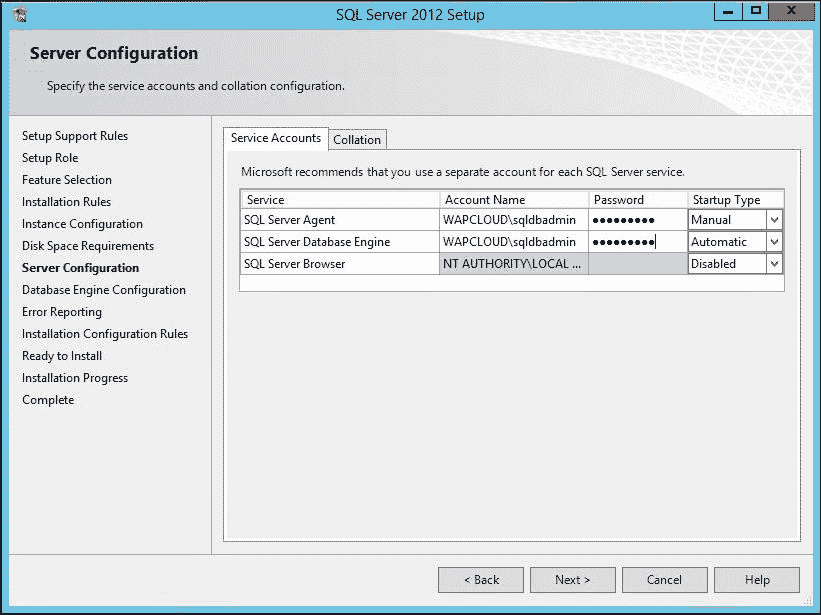 SQL Server 2012 Setup
Server Configuration
Specify the service accounts and collation configuration.
Setup Support Rules
Setup Role
Feature Selection
Installation Rules
Instance Configuration
Disk Space Requirements
Server Configuration
Database Engine Configuration
Error Reporting
Installation Configuration Rules
Ready to Install
Installation Progress
Complete
Service Accounts Collation
Microsoft recommends that you use a separate account for each SQL Server service.
Service Account Name Password Startup Type
SQL Server Agent WAPCLOUD\sqldbadmin ●●●●●●●●● Manual
SQL Server Database Engine WAPCLOUD\sqldbadmin ●●●●●●●●● Automatic
SQL Server Browser NT AUTHORITY\LOCAL ... Disabled
< Back Next > Cancel Help